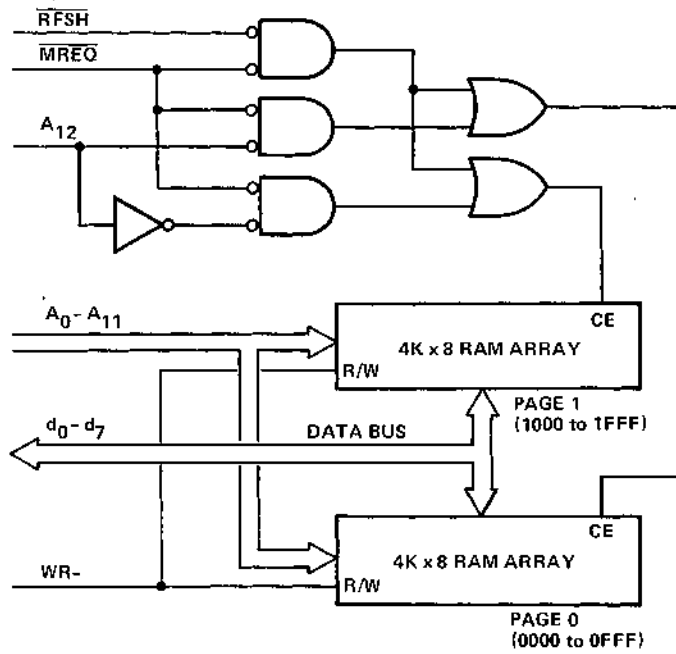 RFSH
MREQ
A12
A0 - A11
CE
4K x 8 RAM ARRAY
R/W
PAGE 1
(1000 to 1FFF)
d0 - d7
DATA BUS
CE
4K x 8 RAM ARRAY
WR-
R/W
PAGE 0
(0000 to 0FFF)